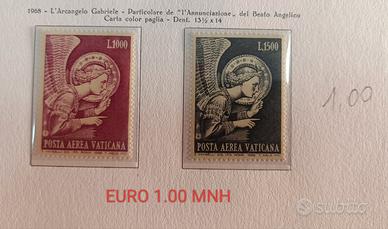 1968 - L'Arcangelo Gabriele - Particolare de "l'Annunciazione„ del Beato Angelico
Carta color paglia - Dent. 13½ x 14
L.1000
POSTA AEREA VATICANA
L.1500
POSTA AEREA VATICANA
1.00
EURO 1.00 MNH
subito